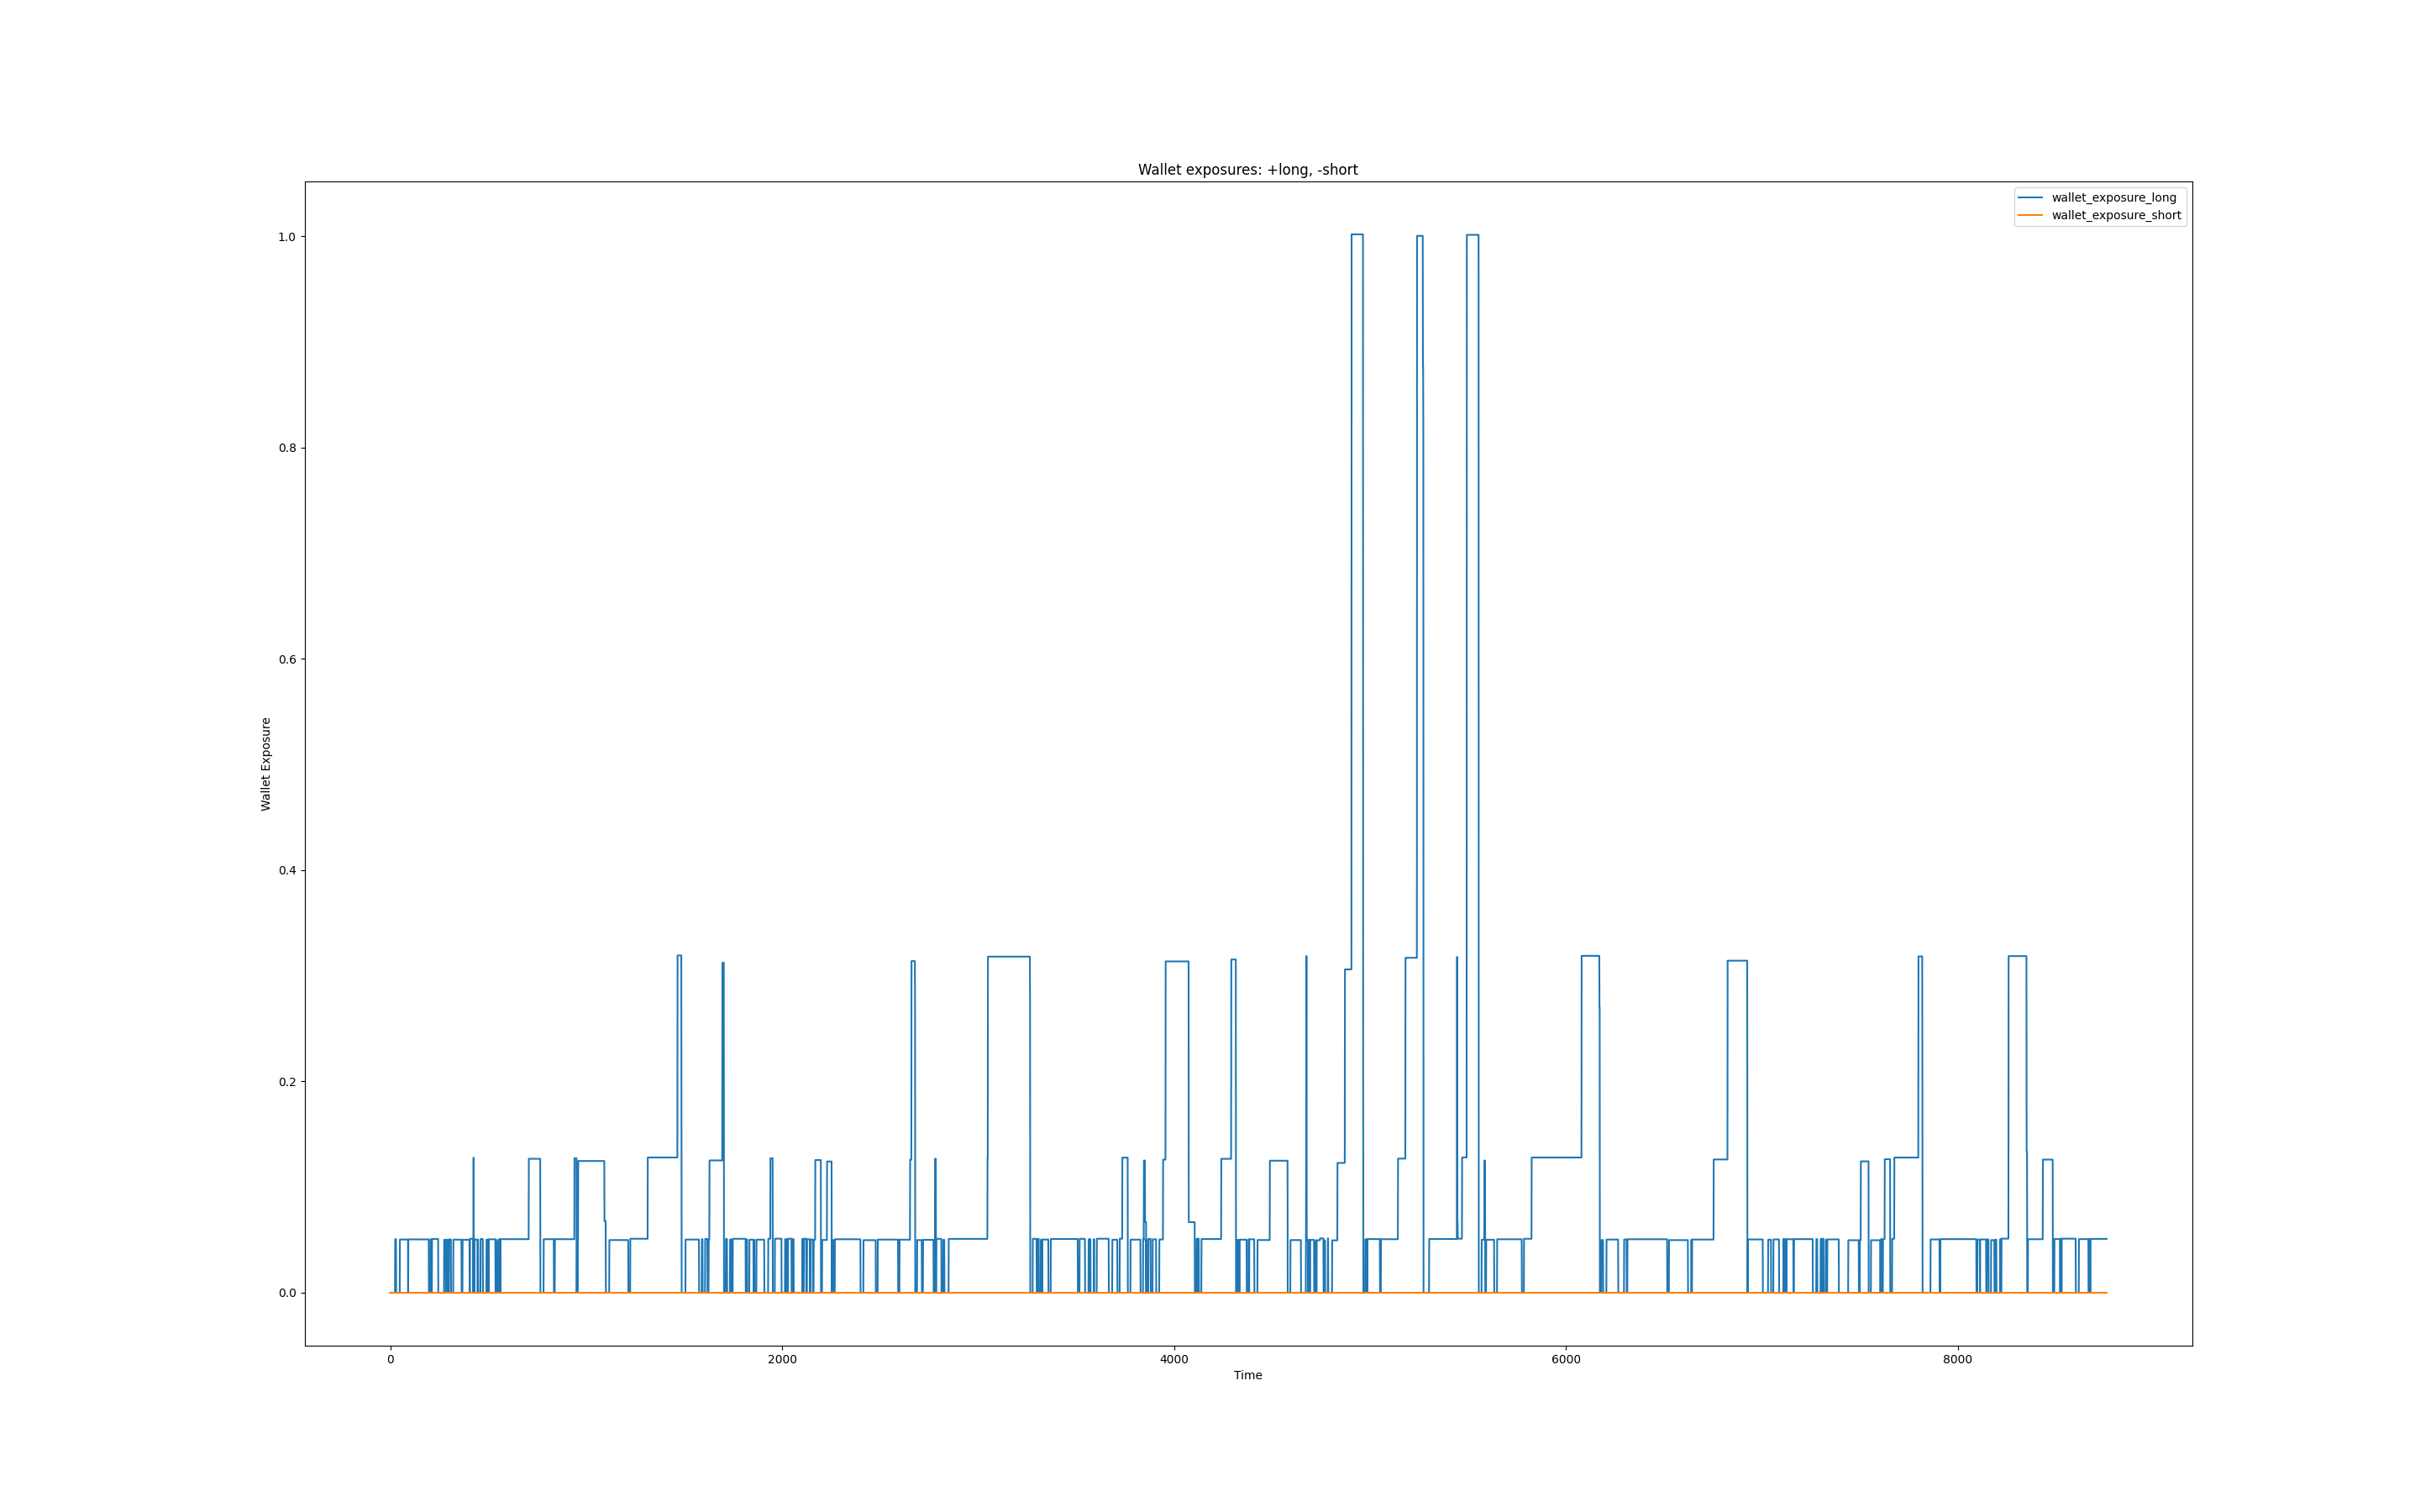 Wallet exposures: +long, -short
wallet_exposure_long
wallet_exposure_short
1.0
0.8
0.6
0.4
0.2
0.0
Wallet Exposure
0 2000 4000 6000 8000
Time